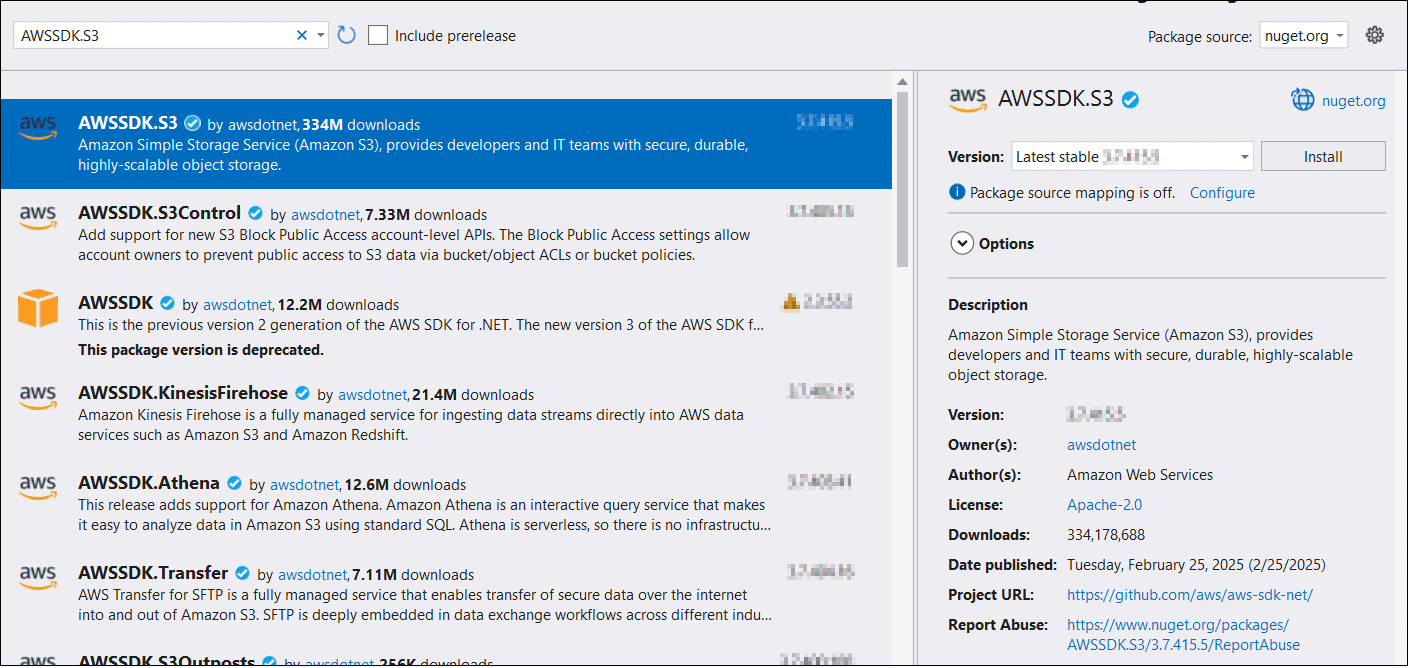 AWSSDK.S3
Include prerelease
Package source: nuget.org
aws AWSSDK.S3 by awsdotnet, 334M downloads
Amazon Simple Storage Service (Amazon S3), provides developers and IT teams with secure, durable,
highly-scalable object storage.
aws AWSSDK.S3Control by awsdotnet, 7.33M downloads
Add support for new S3 Block Public Access account-level APIs. The Block Public Access settings allow
account owners to prevent public access to S3 data via bucket/object ACLs or bucket policies.
AWSSDK by awsdotnet, 12.2M downloads
This is the previous version 2 generation of the AWS SDK for .NET. The new version 3 of the AWS SDK f...
This package version is deprecated.
aws AWSSDK.KinesisFirehose by awsdotnet, 21.4M downloads
Amazon Kinesis Firehose is a fully managed service for ingesting data streams directly into AWS data
services such as Amazon S3 and Amazon Redshift.
aws AWSSDK.Athena by awsdotnet, 12.6M downloads
This release adds support for Amazon Athena. Amazon Athena is an interactive query service that makes
it easy to analyze data in Amazon S3 using standard SQL. Athena is serverless, so there is no infrastructu...
aws AWSSDK.Transfer by awsdotnet, 7.11M downloads
AWS Transfer for SFTP is a fully managed service that enables transfer of secure data over the internet
into and out of Amazon S3. SFTP is deeply embedded in data exchange workflows across different indu...
aws AWSSDK.S3Outposts by awsdotnet, 256K downloads
aws AWSSDK.S3
nuget.org
Version: Latest stable
Install
Package source mapping is off. Configure
Options
Description
Amazon Simple Storage Service (Amazon S3), provides
developers and IT teams with secure, durable, highly-scalable
object storage.
Version:
Owner(s): awsdotnet
Author(s): Amazon Web Services
License: Apache-2.0
Downloads: 334,178,688
Date published: Tuesday, February 25, 2025 (2/25/2025)
Project URL: https://github.com/aws/aws-sdk-net/
Report Abuse: https://www.nuget.org/packages/
AWSSDK.S3/3.7.415.5/ReportAbuse